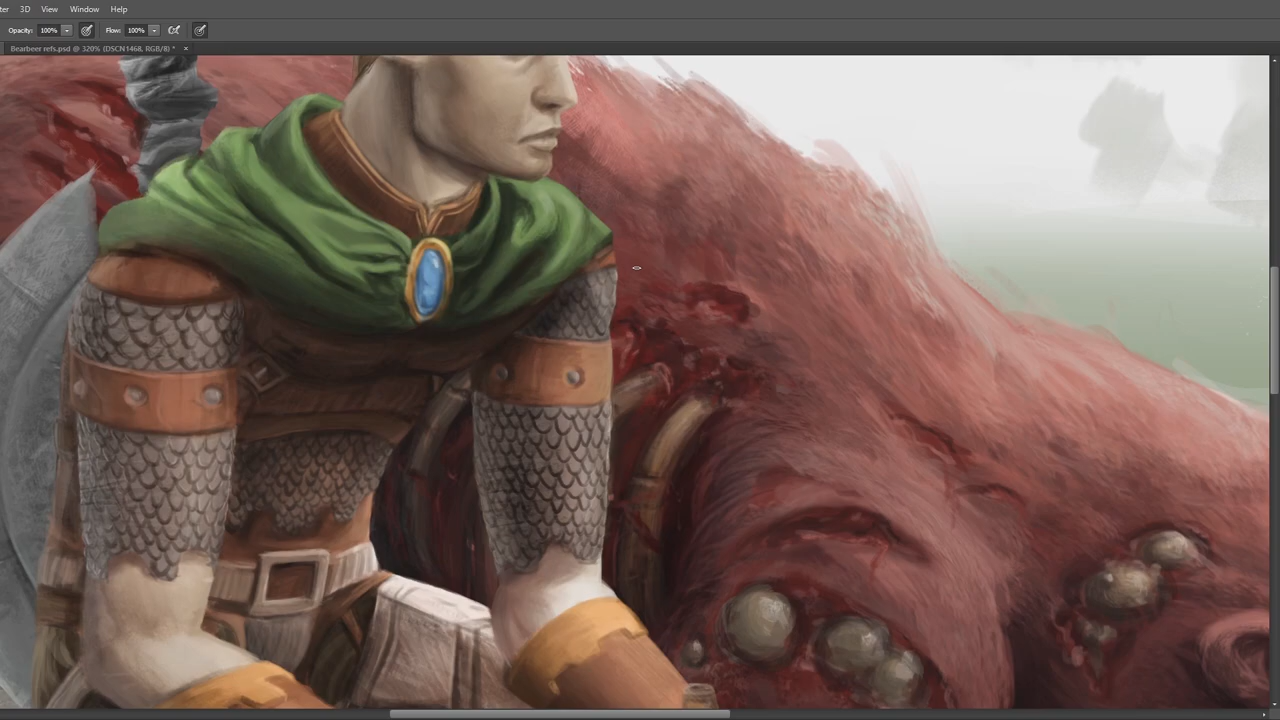 ter 3D View Window Help
Opacity: 100% Flow: 100%
Bearbeer refs.psd @ 320% (DSCN1468, RGB/8) * ×